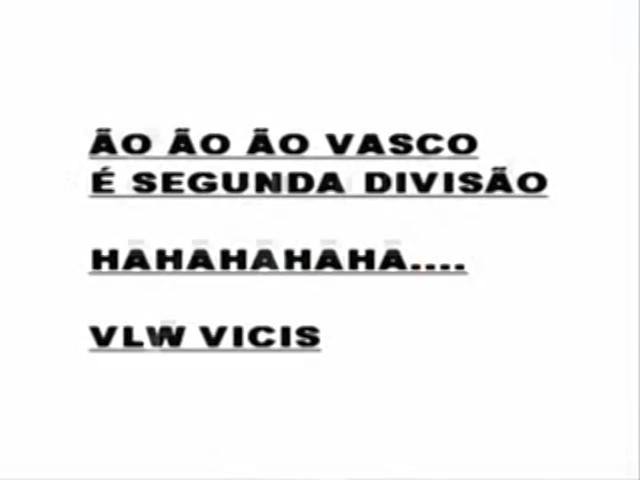 ÃO ÃO ÃO VASCO
É SEGUNDA DIVISÃO
HAHAHAHAHA....
VLW VICIS